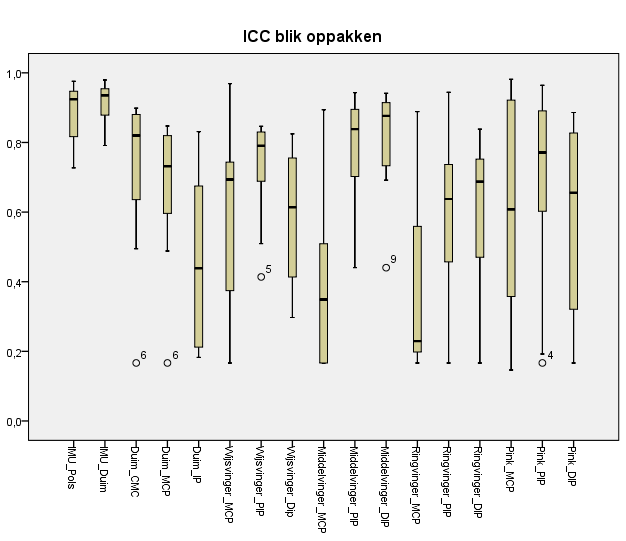 ICC blik oppakken
1,0
0,8
0,6
0,4
0,2
0,0
6
6
5
9
4
IMU_Pols
IMU_Duim
Duim_CMC
Duim_MCP
Duim_IP
Wijsvinger_MCP
Wijsvinger_PIP
Wijsvinger_Dip
Middelvinger_MCP
Middelvinger_PIP
Middelvinger_DIP
Ringvinger_MCP
Ringvinger_PIP
Ringvinger_DIP
Pink_MCP
Pink_PIP
Pink_DIP